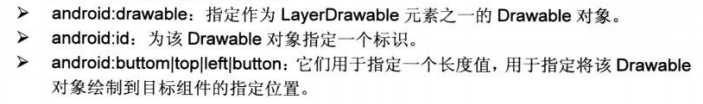 ➢ android:drawable：指定作为 LayerDrawable 元素之一的 Drawable 对象。
➢ android:id：为该 Drawable 对象指定一个标识。
➢ android:buttom|top|left|button：它们用于指定一个长度值，用于指定将该 Drawable
对象绘制到目标组件的指定位置。